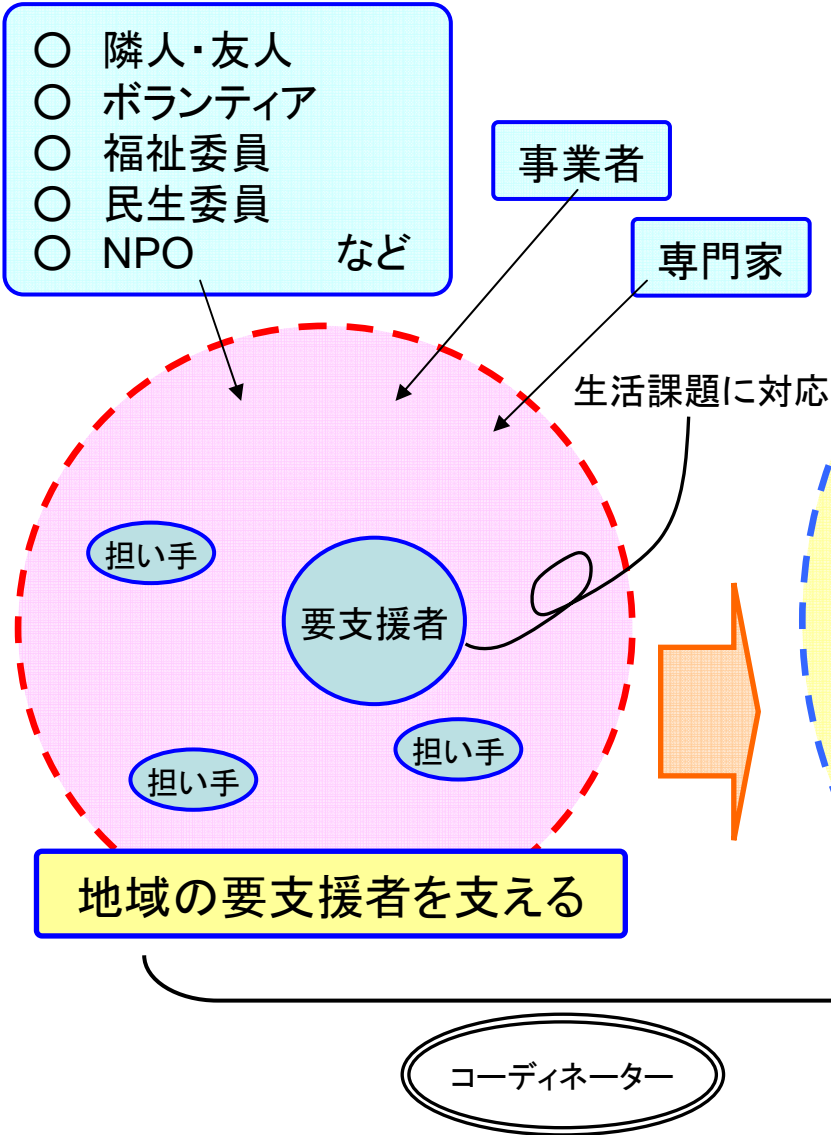 ○ 隣人・友人
○ ボランティア
○ 福祉委員
○ 民生委員
○ NPO など
事業者
専門家
生活課題に対応
担い手
要支援者
担い手
担い手
地域の要支援者を支える
コーディネーター